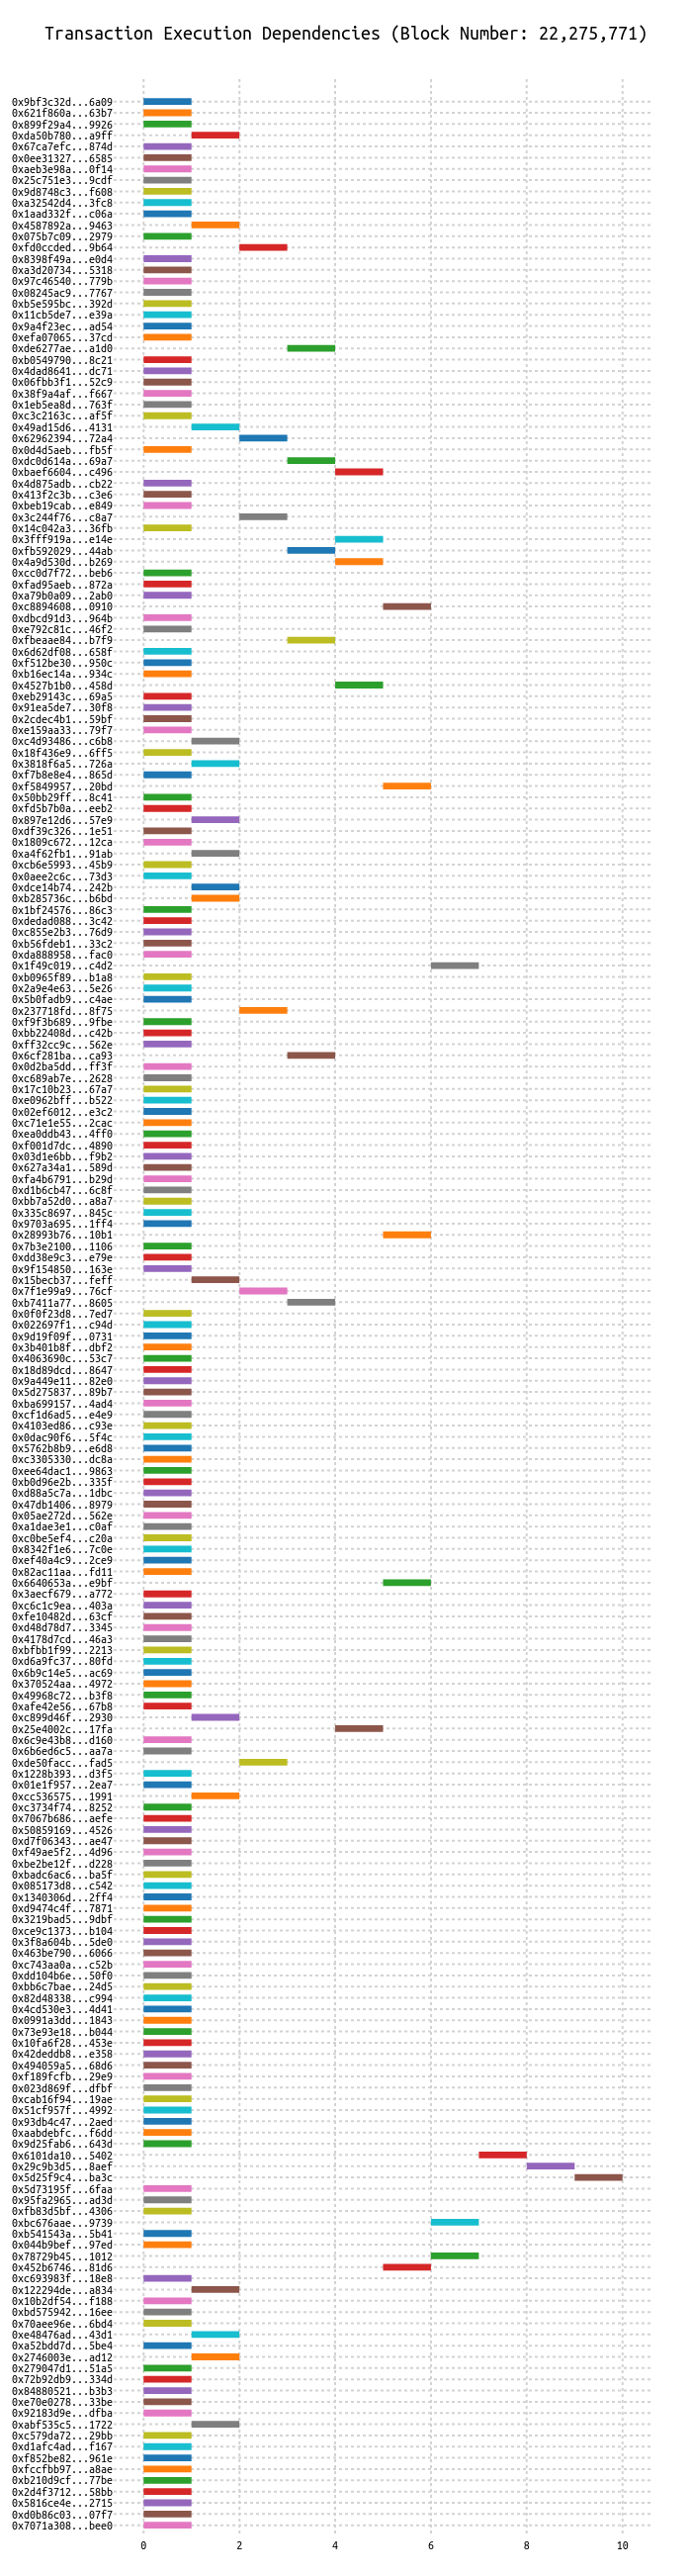 Transaction Execution Dependencies (Block Number: 22,275,771)
0x9bf3c32d...6a09
0x621f860a...63b7
0x899f29a4...9926
0xda50b780...a9ff
0x67ca7efc...874d
0x0ee31327...6585
0xaeb3e98a...0f14
0x25c751e3...9cdf
0x9d8748c3...f608
0xa32542d4...3fc8
0x1aad332f...c06a
0x4587892a...9463
0x075b7c09...2979
0xfd0ccded...9b64
0x8398f49a...e0d4
0xa3d20734...5318
0x97c46540...779b
0x08245ac9...7767
0xb5e595bc...392d
0x11cb5de7...e39a
0x9a4f23ec...ad54
0xefa07065...37cd
0xde6277ae...a1d0
0xb0549790...8c21
0x4dad8641...dc71
0x06fbb3f1...52c9
0x38f9a4af...f667
0x1eb5ea8d...763f
0xc3c2163c...af5f
0x49ad15d6...4131
0x62962394...72a4
0x0d4d5aeb...fb5f
0xdc0d614a...69a7
0xbaef6604...c496
0x4d875adb...cb22
0x413f2c3b...c3e6
0xbeb19cab...e849
0x3c244f76...c8a7
0x14c042a3...36fb
0x3fff919a...e14e
0xfb592029...44ab
0x4a9d530d...b269
0xcc0d7f72...beb6
0xfad95aeb...872a
0xa79b0a09...2ab0
0xc8894608...0910
0xdbcd91d3...964b
0xe792c81c...46f2
0xfbeaae84...b7f9
0x6d62df08...658f
0xf512be30...950c
0xb16ec14a...934c
0x4527b1b0...458d
0xeb29143c...69a5
0x91ea5de7...30f8
0x2cdec4b1...59bf
0xe159aa33...79f7
0xc4d93486...c6b8
0x18f436e9...6ff5
0x3818f6a5...726a
0xf7b8e8e4...865d
0xf5849957...20bd
0x50bb29ff...8c41
0xfd5b7b0a...eeb2
0x897e12d6...57e9
0xdf39c326...1e51
0x1809c672...12ca
0xa4f62fb1...91ab
0xcb6e5993...45b9
0x0aee2c6c...73d3
0xdce14b74...242b
0xb285736c...b6bd
0x1bf24576...86c3
0xdedad088...3c42
0xc855e2b3...76d9
0xb56fdeb1...33c2
0xda888958...fac0
0x1f49c019...c4d2
0xb0965f89...b1a8
0x2a9e4e63...5e26
0x5b0fadb9...c4ae
0x237718fd...8f75
0xf9f3b689...9fbe
0xbb22408d...c42b
0xff32cc9c...562e
0x6cf281ba...ca93
0x0d2ba5dd...ff3f
0xc689ab7e...2628
0x17c10b23...67a7
0xe0962bff...b522
0x02ef6012...e3c2
0xc71e1e55...2cac
0xea0ddb43...4ff0
0xf001d7dc...4890
0x03d1e6bb...f9b2
0x627a34a1...589d
0xfa4b6791...b29d
0xd1b6cb47...6c8f
0xbb7a52d0...a8a7
0x335c8697...845c
0x9703a695...1ff4
0x28993b76...10b1
0x7b3e2100...1106
0xdd38e9c3...e79e
0x9f154850...163e
0x15becb37...feff
0x7f1e99a9...76cf
0xb7411a77...8605
0x0f0f23d8...7ed7
0x022697f1...c94d
0x9d19f09f...0731
0x3b401b8f...dbf2
0x4063690c...53c7
0x18d89dcd...8647
0x9a449e11...82e0
0x5d275837...89b7
0xba699157...4ad4
0xcf1d6ad5...e4e9
0x4103ed86...c93e
0x0dac90f6...5f4c
0x5762b8b9...e6d8
0xc3305330...dc8a
0xee64dac1...9863
0xb0d96e2b...335f
0xd88a5c7a...1dbc
0x47db1406...8979
0x05ae272d...562e
0xa1dae3e1...c0af
0xc0be5ef4...c20a
0x8342f1e6...7c0e
0xef40a4c9...2ce9
0x82ac11aa...fd11
0x6640653a...e9bf
0x3aecf679...a772
0xc6c1c9ea...403a
0xfe10482d...63cf
0xd48d78d7...3345
0x4178d7cd...46a3
0xbfbb1f99...2213
0xd6a9fc37...80fd
0x6b9c14e5...ac69
0x370524aa...4972
0x49968c72...b3f8
0xafe42e56...67b8
0xc899d46f...2930
0x25e4002c...17fa
0x6c9e43b8...d160
0x6b6ed6c5...aa7a
0xde50facc...fad5
0x1228b393...d3f5
0x01e1f957...2ea7
0xcc536575...1991
0xc3734f74...8252
0x7067b686...aefe
0x50859169...4526
0xd7f06343...ae47
0xf49ae5f2...4d96
0xbe2be12f...d228
0xbadc6ac6...ba5f
0x085173d8...c542
0x1340306d...2ff4
0xd9474c4f...7871
0x3219bad5...9dbf
0xce9c1373...b104
0x3f8a604b...5de0
0x463be790...6066
0xc743aa0a...c52b
0xdd104b6e...50f0
0xbb6c7bae...24d5
0x82d48338...c994
0x4cd530e3...4d41
0x0991a3dd...1843
0x73e93e18...b044
0x10fa6f28...453e
0x42deddb8...e358
0x494059a5...68d6
0xf189fcfb...29e9
0x023d869f...dfbf
0xcab16f94...19ae
0x51cf957f...4992
0x93db4c47...2aed
0xaabdebfc...f6dd
0x9d25fab6...643d
0x6101da10...5402
0x29c9b3d5...8aef
0x5d25f9c4...ba3c
0x5d73195f...6faa
0x95fa2965...ad3d
0xfb83d5bf...4306
0xbc676aae...9739
0xb541543a...5b41
0x044b9bef...97ed
0x78729b45...1012
0x452b6746...81d6
0xc693983f...18e8
0x122294de...a834
0x10b2df54...f188
0xbd575942...16ee
0x70aee96e...6bd4
0xe48476ad...43d1
0xa52bdd7d...5be4
0x2746003e...ad12
0x279047d1...51a5
0x72b92db9...334d
0x84880521...b3b3
0xe70e0278...33be
0x92183d9e...dfba
0xabf535c5...1722
0xc579da72...29bb
0xd1afc4ad...f167
0xf852be82...961e
0xfccfbb97...a8ae
0xb210d9cf...77be
0x2d4f3712...58bb
0x5816ce4e...2715
0xd0b86c03...07f7
0x7071a308...bee0
0 2 4 6 8 10